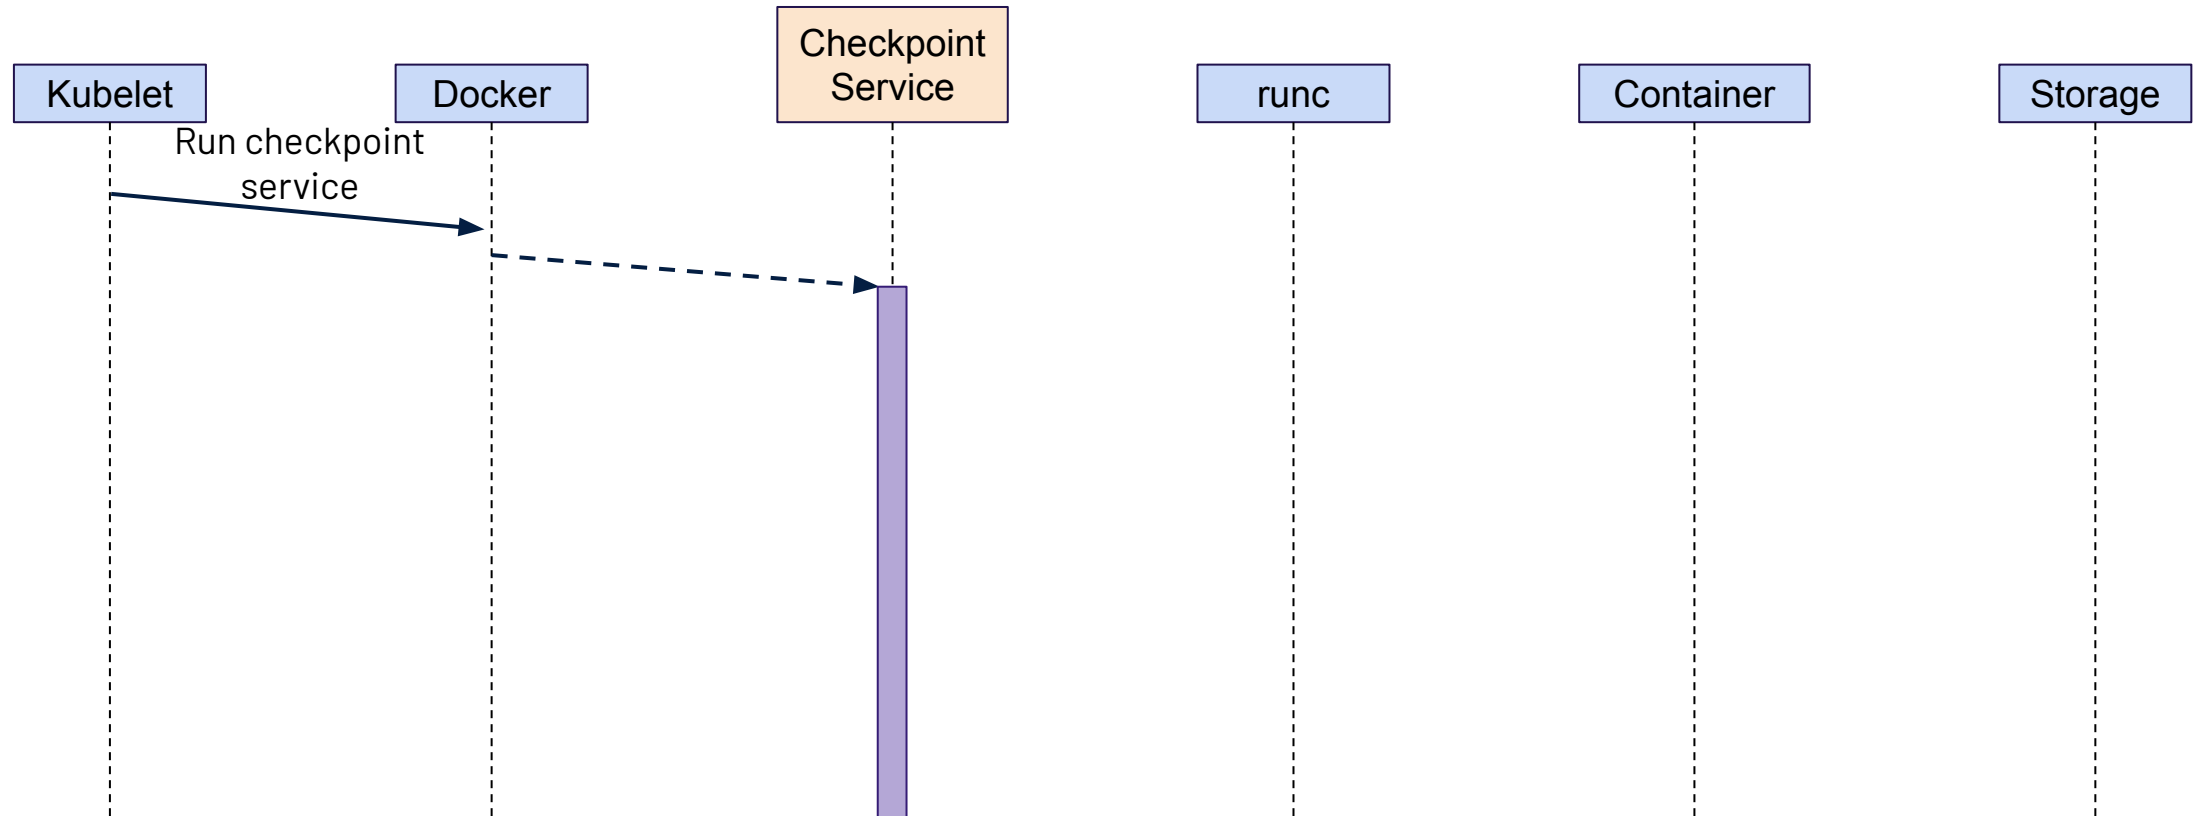 Checkpoint
Service
Kubelet
Docker
runc
Container
Storage
Run checkpoint
service